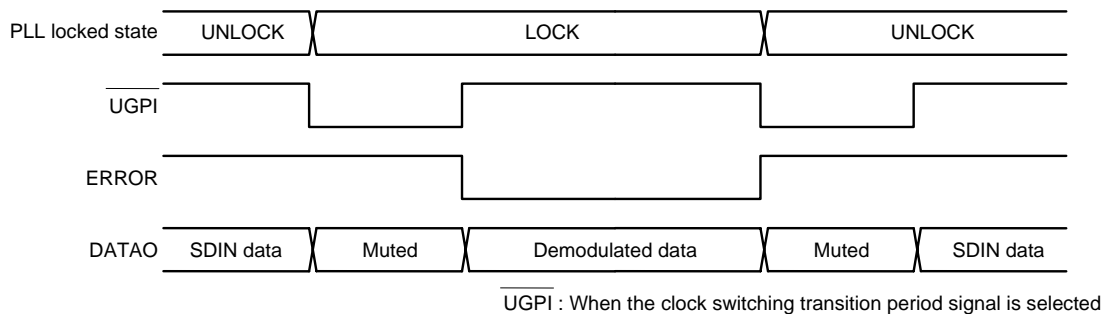 PLL locked state UNLOCK LOCK UNLOCK
UGPI
ERROR
DATAO SDIN data Muted Demodulated data Muted SDIN data
UGPI : When the clock switching transition period signal is selected